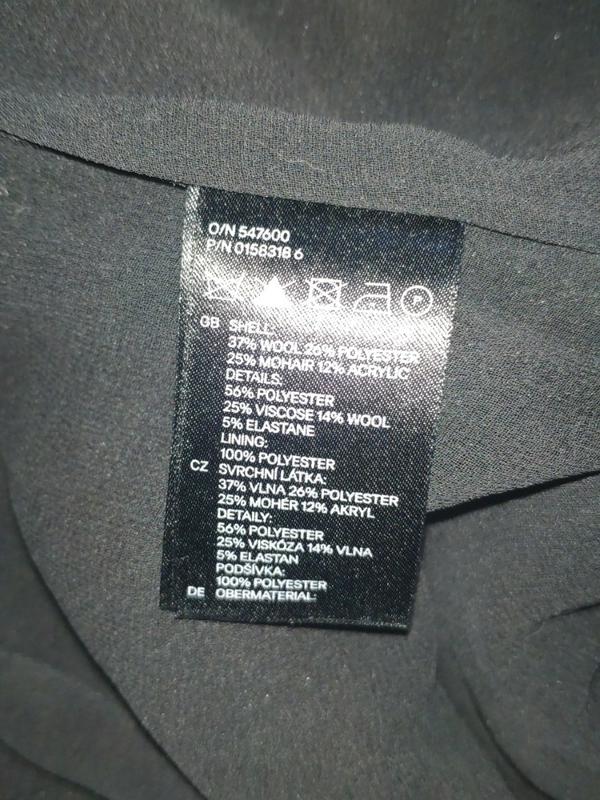 O/N 547600
P/N 0158318 6
P
GB SHELL:
37% WOOL 26% POLYESTER
25% MOHAIR 12% ACRYLIC
DETAILS:
56% POLYESTER
25% VISCOSE 14% WOOL
5% ELASTANE
LINING:
100% POLYESTER
CZ SVRCHNÍ LÁTKA:
37% VLNA 26% POLYESTER
25% MOHÉR 12% AKRYL
DETAILY:
56% POLYESTER
25% VISKÓZA 14% VLNA
5% ELASTAN
PODŠÍVKA:
100% POLYESTER
DE OBERMATERIAL: